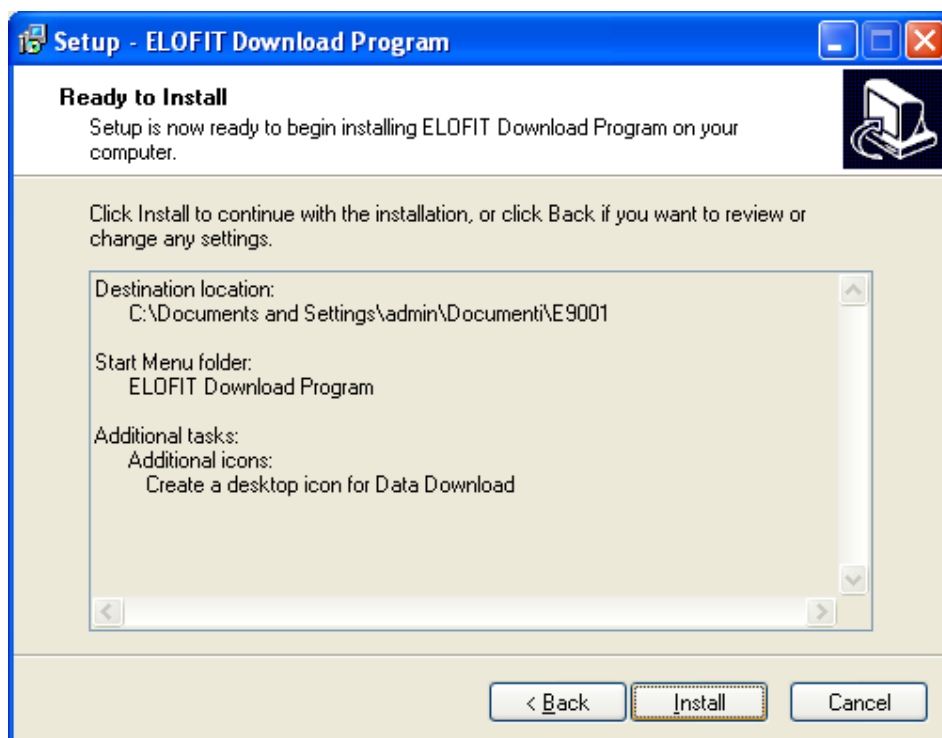 Setup - ELOFIT Download Program
Ready to Install
Setup is now ready to begin installing ELOFIT Download Program on your
computer.
Click Install to continue with the installation, or click Back if you want to review or
change any settings.
Destination location:
C:\Documents and Settings\admin\Documenti\E9001
Start Menu folder:
ELOFIT Download Program
Additional tasks:
Additional icons:
Create a desktop icon for Data Download
< Back
Install
Cancel